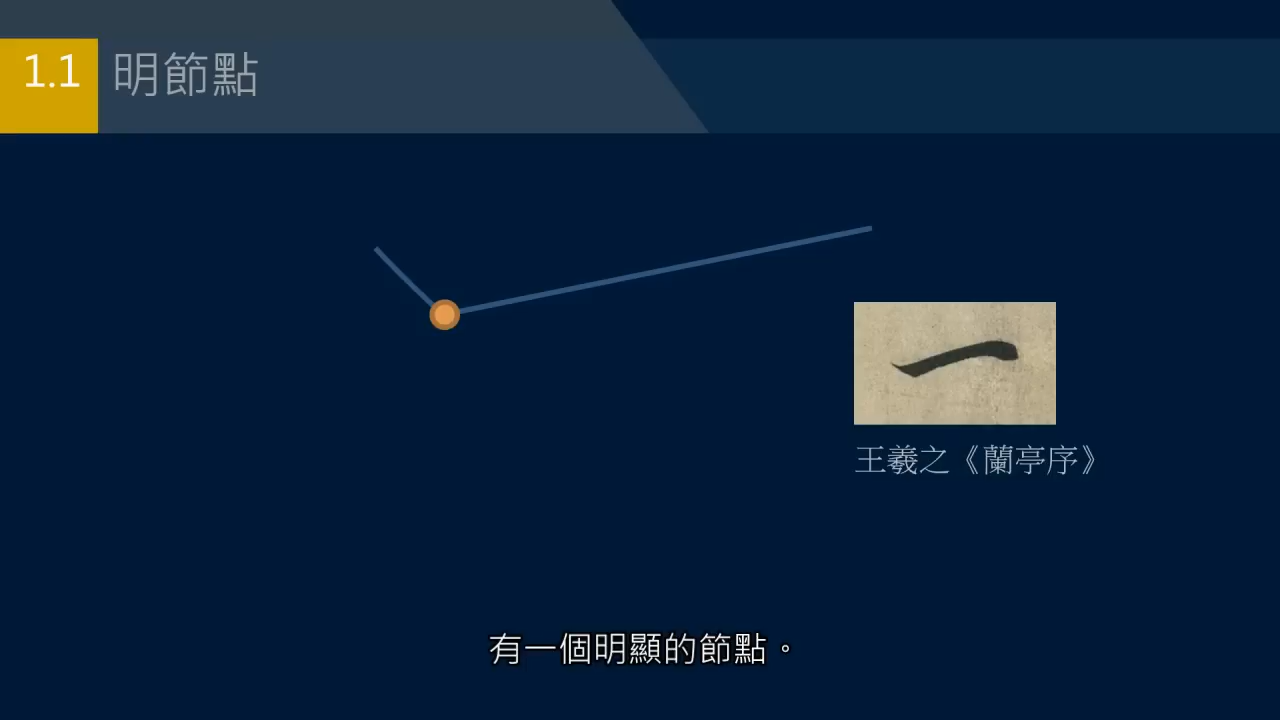 1.1 明節點
一
王羲之《蘭亭序》
有一個明顯的節點。